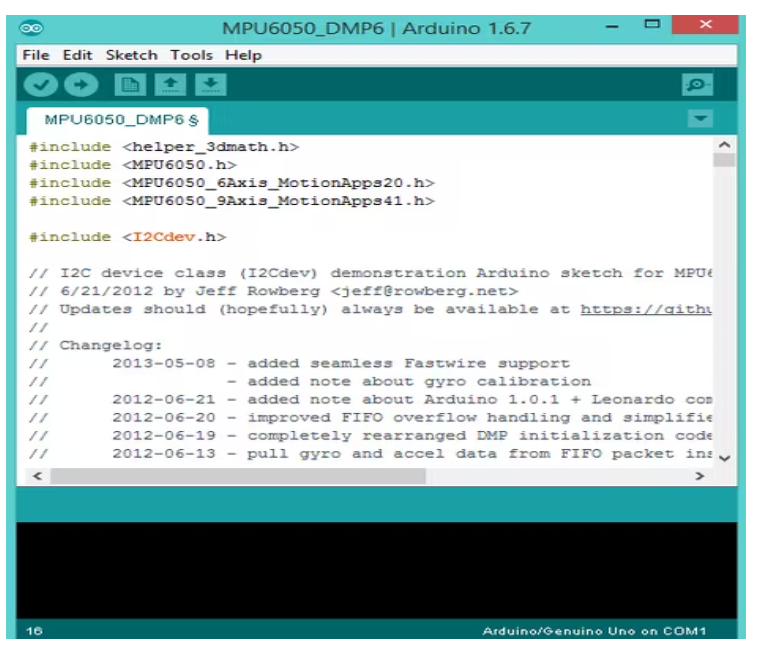 MPU6050_DMP6 | Arduino 1.6.7
File Edit Sketch Tools Help
MPU6050_DMP6 §
#include <helper_3dmath.h>
#include <MPU6050.h>
#include <MPU6050_6Axis_MotionApps20.h>
#include <MPU6050_9Axis_MotionApps41.h>
#include <I2Cdev.h>
// I2C device class (I2Cdev) demonstration Arduino sketch for
// 6/21/2012 by Jeff Rowberg <jeff@rowberg.net>
// Updates should (hopefully) always be available at https://githu
//
// Changelog:
// 2013-05-08 - added seamless Fastwire support
// - added note about gyro calibration
// 2012-06-21 - added note about Arduino 1.0.1 + Leonardo com
// 2012-06-20 - improved FIFO overflow handling and simplifie
// 2012-06-19 - completely rearranged DMP initialization code
// 2012-06-13 - pull gyro and accel data from FIFO packet ins
16
Arduino/Genuino Uno on COM1